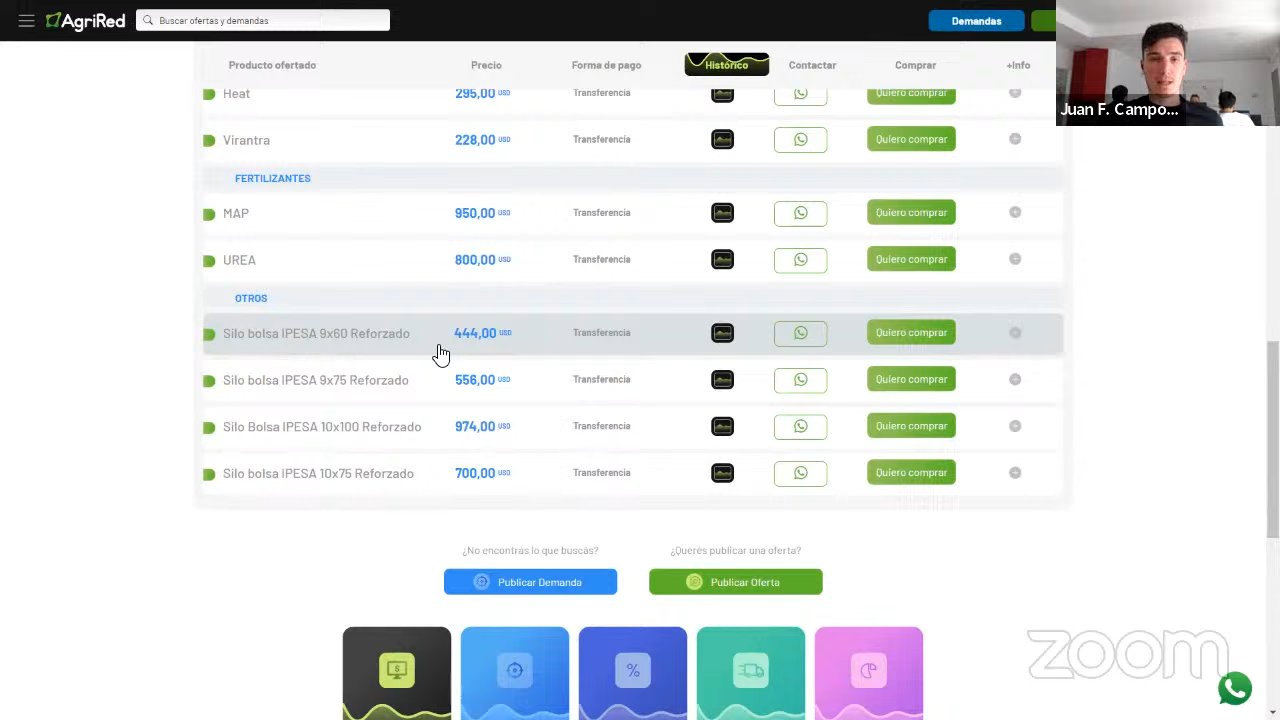 AgriRed
Buscar ofertas y demandas
Demandas
Juan F. Campo...
Producto ofertado Precio Forma de pago Histórico Contactar Comprar +Info
Heat 295,00 USD Transferencia Quiero comprar
Virantra 228,00 USD Transferencia Quiero comprar
FERTILIZANTES
MAP 950,00 USD Transferencia Quiero comprar
UREA 800,00 USD Transferencia Quiero comprar
OTROS
Silo bolsa IPESA 9x60 Reforzado 444,00 USD Transferencia Quiero comprar
Silo bolsa IPESA 9x75 Reforzado 556,00 USD Transferencia Quiero comprar
Silo Bolsa IPESA 10x100 Reforzado 974,00 USD Transferencia Quiero comprar
Silo bolsa IPESA 10x75 Reforzado 700,00 USD Transferencia Quiero comprar
¿No encontras lo que buscás? ¿Querés publicar una oferta?
Publicar Demanda Publicar Oferta
zoom